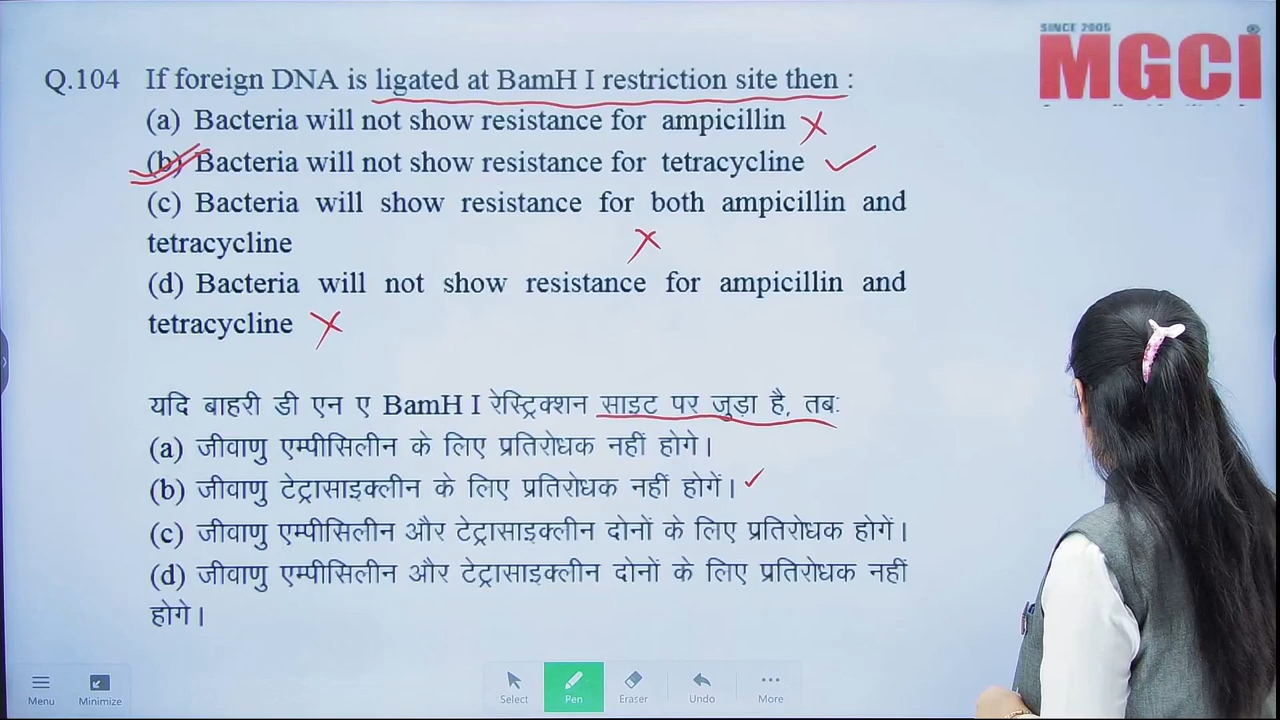 SINCE 2005
MGCI
Q.104 If foreign DNA is ligated at BamH I restriction site then :
(a) Bacteria will not show resistance for ampicillin
(b) Bacteria will not show resistance for tetracycline
(c) Bacteria will show resistance for both ampicillin and
tetracycline
(d) Bacteria will not show resistance for ampicillin and
tetracycline
यदि बाहरी डी एन ए BamH I रेस्ट्रिक्शन साइट पर जुड़ा है, तब:
(a) जीवाणु एम्पीसिलीन के लिए प्रतिरोधक नहीं होगे।
(b) जीवाणु टेट्रासाइक्लीन के लिए प्रतिरोधक नहीं होगें।
(c) जीवाणु एम्पीसिलीन और टेट्रासाइक्लीन दोनों के लिए प्रतिरोधक होगें।
(d) जीवाणु एम्पीसिलीन और टेट्रासाइक्लीन दोनों के लिए प्रतिरोधक नहीं
होगे।
Menu Minimize Select Pen Eraser Undo More